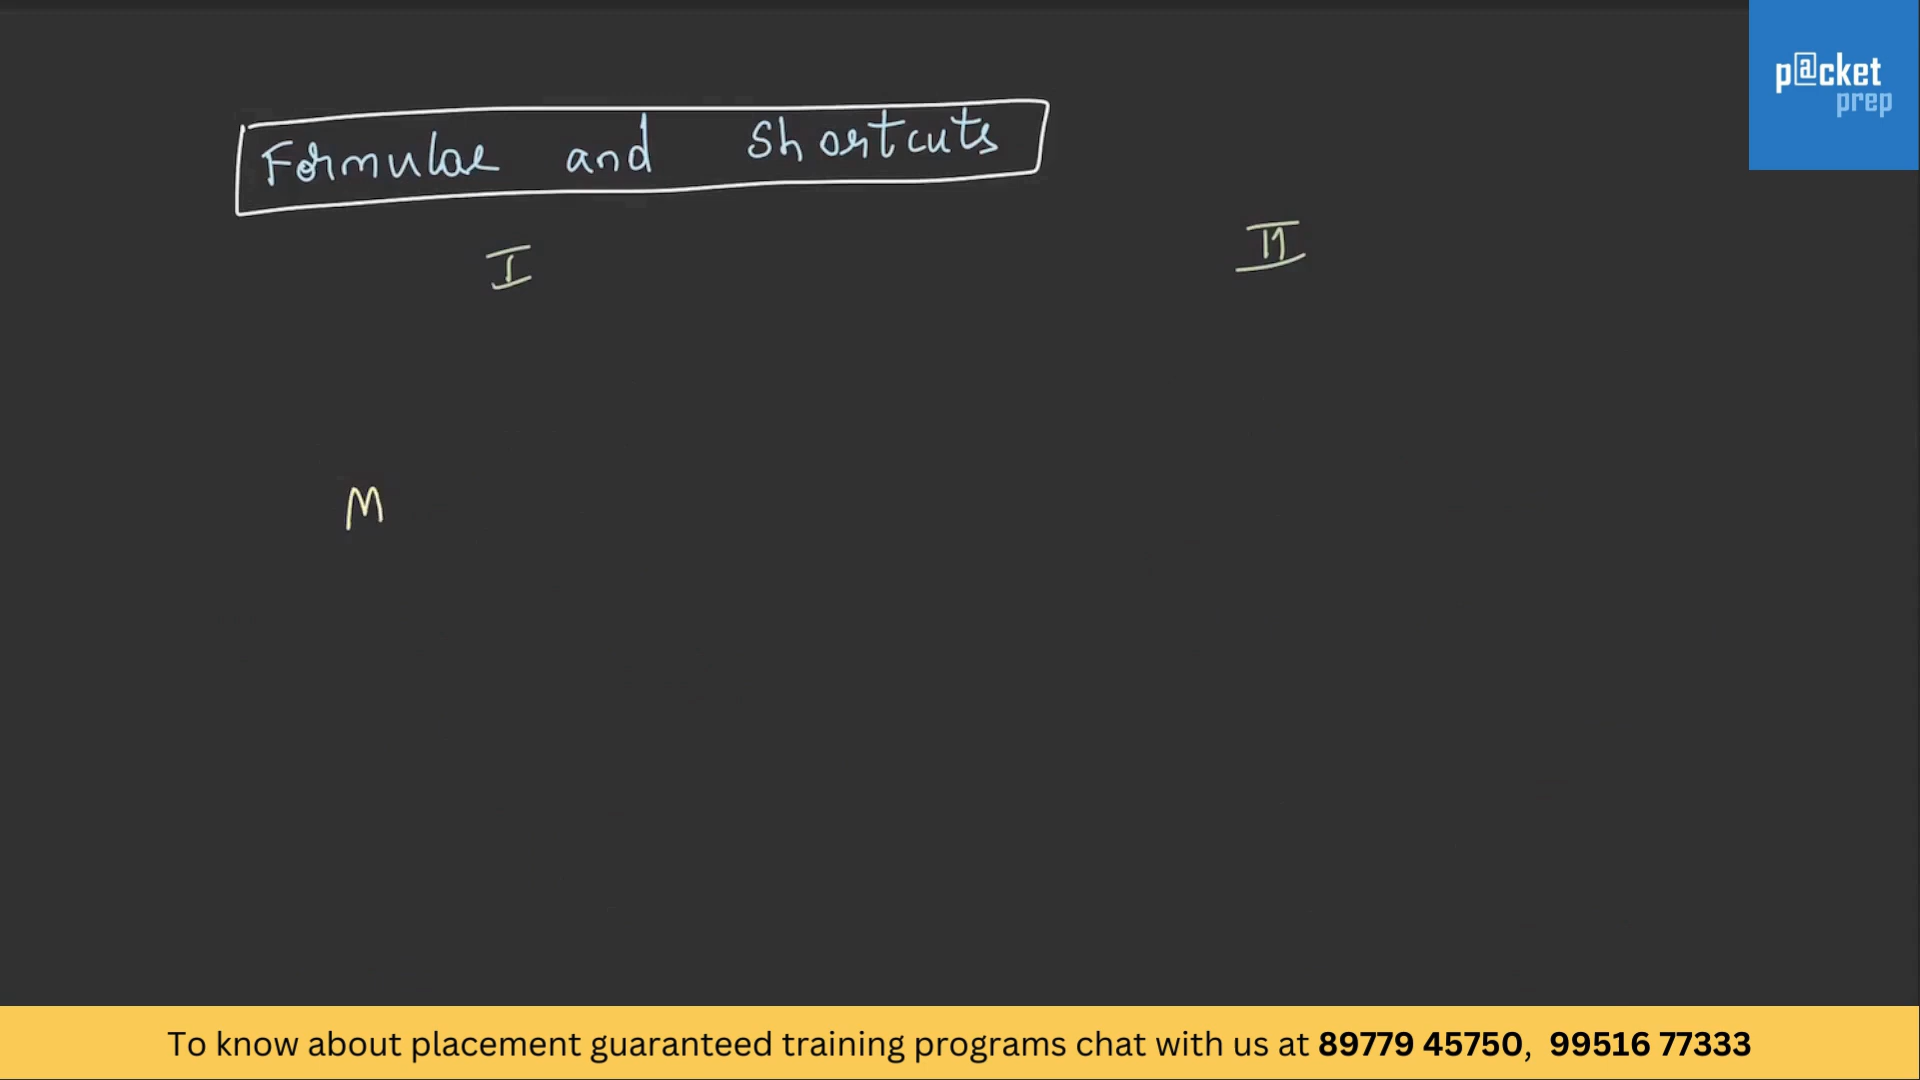 p@cket
prep
Formulae and Shortcuts
I II
M
To know about placement guaranteed training programs chat with us at 89779 45750, 99516 77333